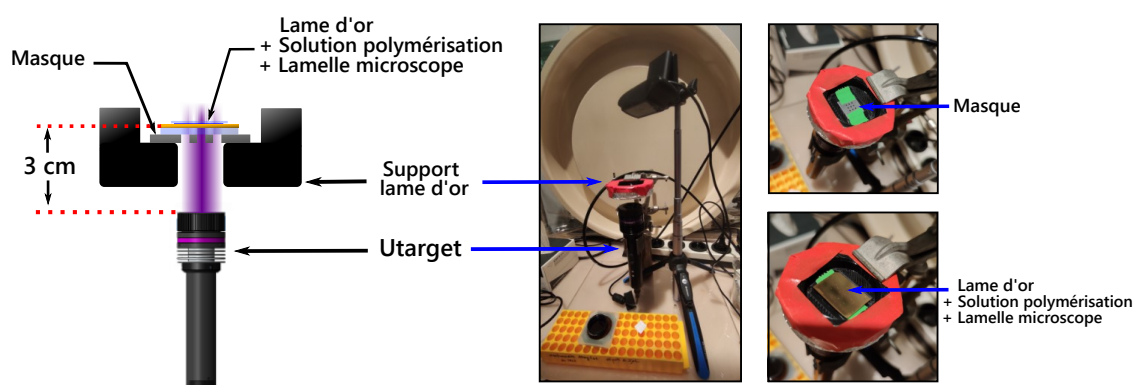 Lame d'or
+ Solution polymérisation
+ Lamelle microscope
Masque
3 cm
Support
lame d'or
Utarget
Masque
Lame d'or
+ Solution polymérisation
+ Lamelle microscope